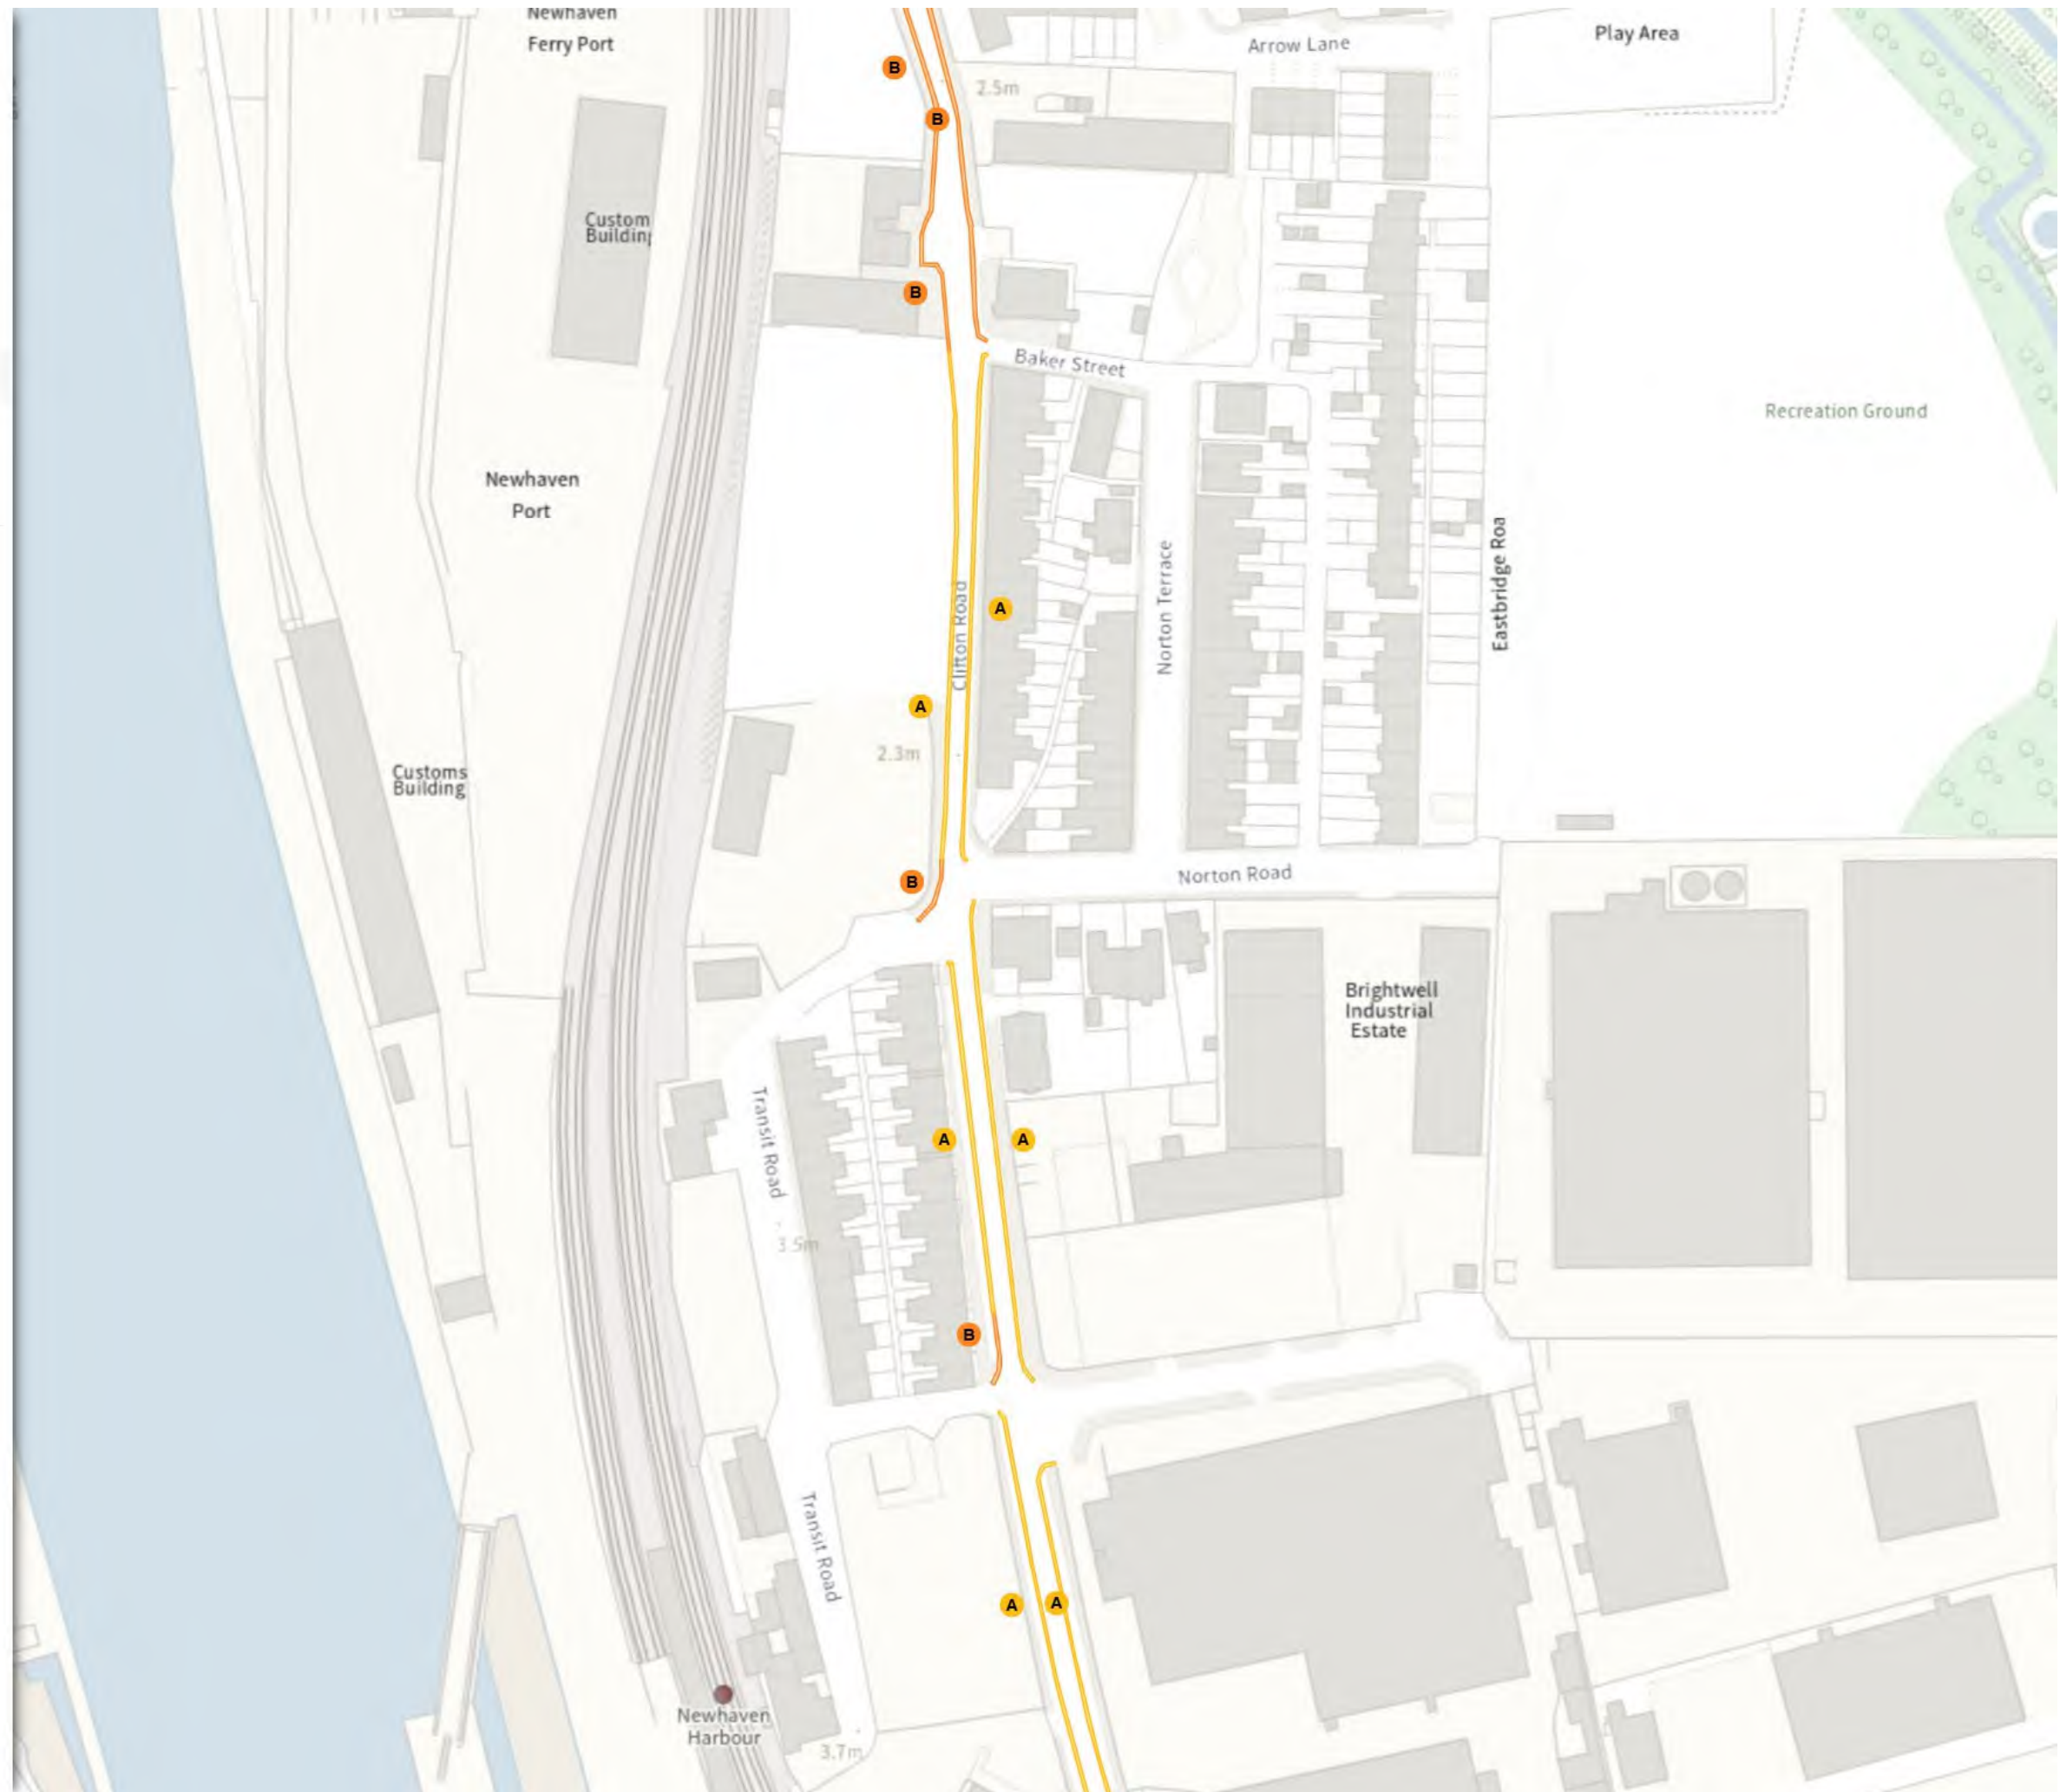 Newhaven
Ferry Port
Arrow Lane
Play Area
B
2.5m
B
Custom
Buildin
B
Baker Street
Recreation Ground
Newhaven
Port
Clifton Road
A
Norton Terrace
Eastbridge Roa
A
2.3m
Customs
Building
B
Norton Road
Brightwell
Industrial
Estate
Transit Road
A
A
3.5m
B
Transit Road
A
A
Newhaven
Harbour
3.7m